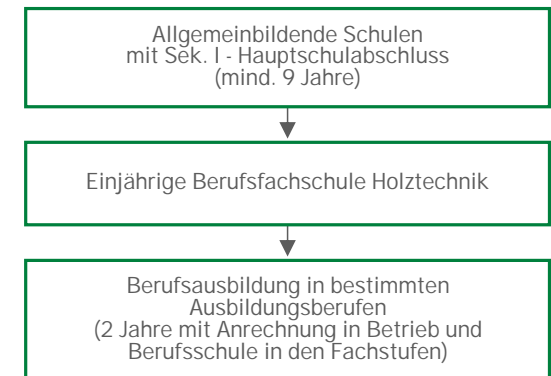 Allgemeinbildende Schulen
mit Sek. I - Hauptschulabschluss
(mind. 9 Jahre)
Einjährige Berufsfachschule Holztechnik
Berufsausbildung in bestimmten
Ausbildungsberufen
(2 Jahre mit Anrechnung in Betrieb und
Berufsschule in den Fachstufen)